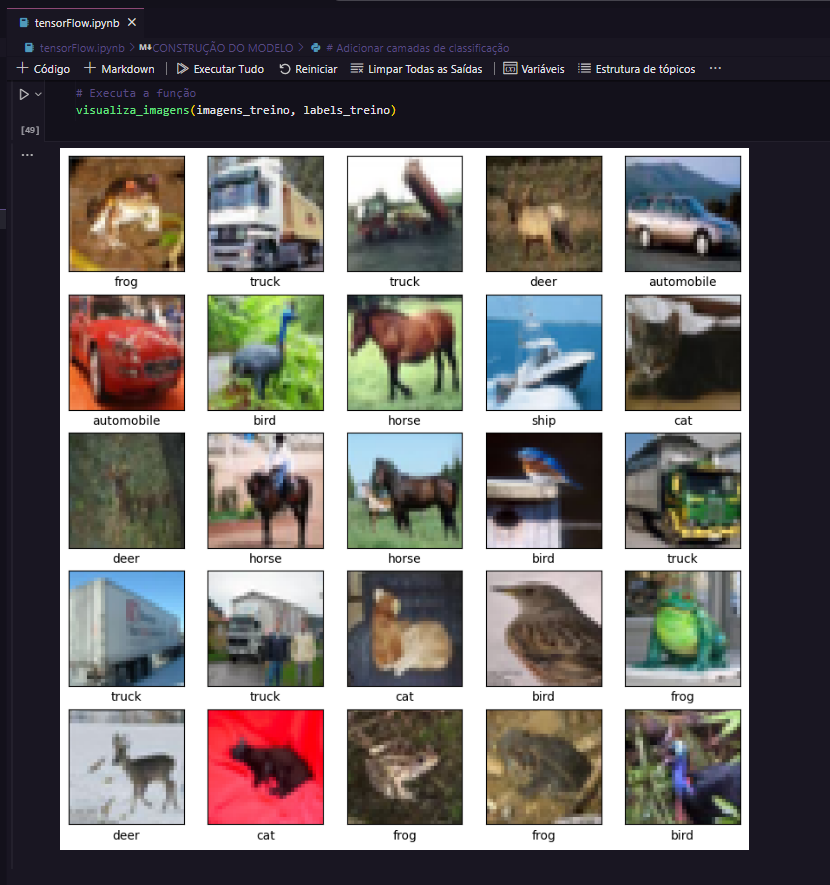 tensorFlow.ipynb
tensorFlow.ipynb > M↓CONSTRUÇÃO DO MODELO > # Adicionar camadas de classificação
+ Código + Markdown | Executar Tudo Reiniciar Limpar Todas as Saídas | Variáveis Estrutura de tópicos ...
# Executa a função
visualiza_imagens(imagens_treino, labels_treino)
[49]
...
frog truck truck deer automobile
automobile bird horse ship cat
deer horse horse bird truck
truck truck cat bird frog
deer cat frog frog bird